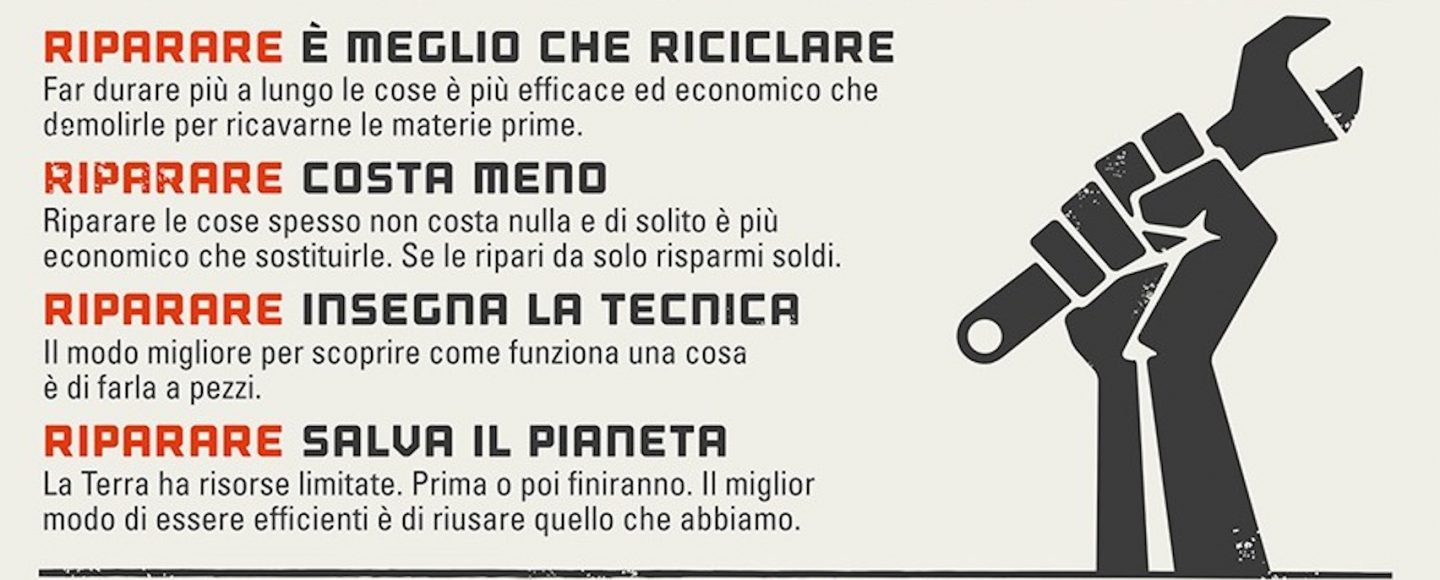 RIPARARE È MEGLIO CHE RICICLARE
Far durare più a lungo le cose è più efficace ed economico che
demolirle per ricavarne le materie prime.
RIPARARE COSTA MENO
Riparare le cose spesso non costa nulla e di solito è più
economico che sostituirle. Se le ripari da solo risparmi soldi.
RIPARARE INSEGNA LA TECNICA
Il modo migliore per scoprire come funziona una cosa
è di farla a pezzi.
RIPARARE SALVA IL PIANETA
La Terra ha risorse limitate. Prima o poi finiranno. Il miglior
modo di essere efficienti è di riusare quello che abbiamo.